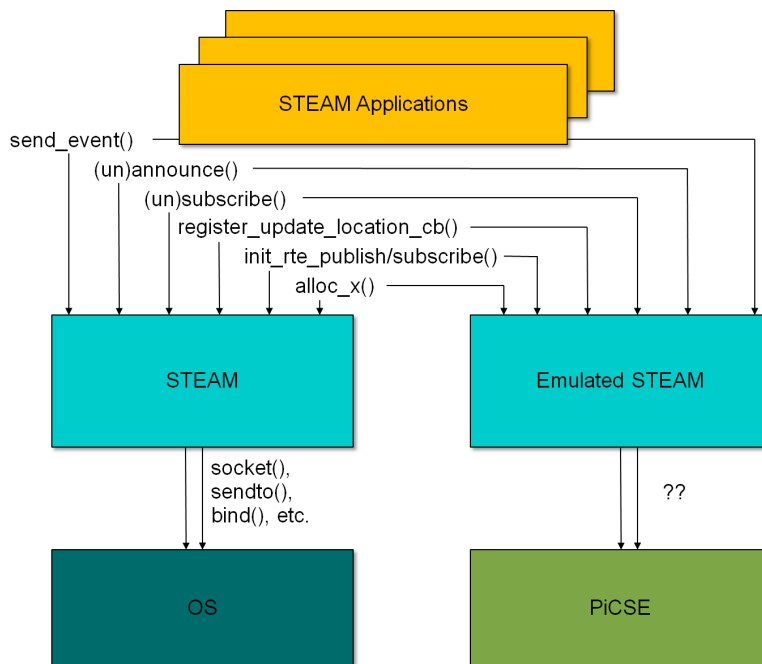 STEAM Applications
send_event()
(un)announce()
(un)subscribe()
register_update_location_cb()
init_rte_publish/subscribe()
alloc_x()
STEAM
Emulated STEAM
socket(),
sendto(),
bind(), etc.
??
OS
PiCSE